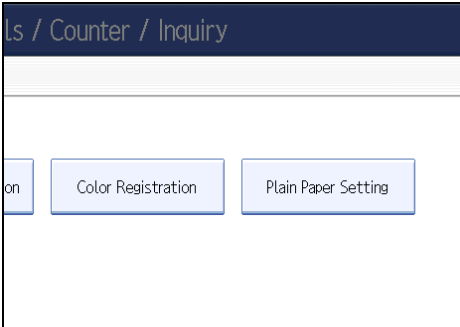 ls / Counter / Inquiry
on
Color Registration
Plain Paper Setting